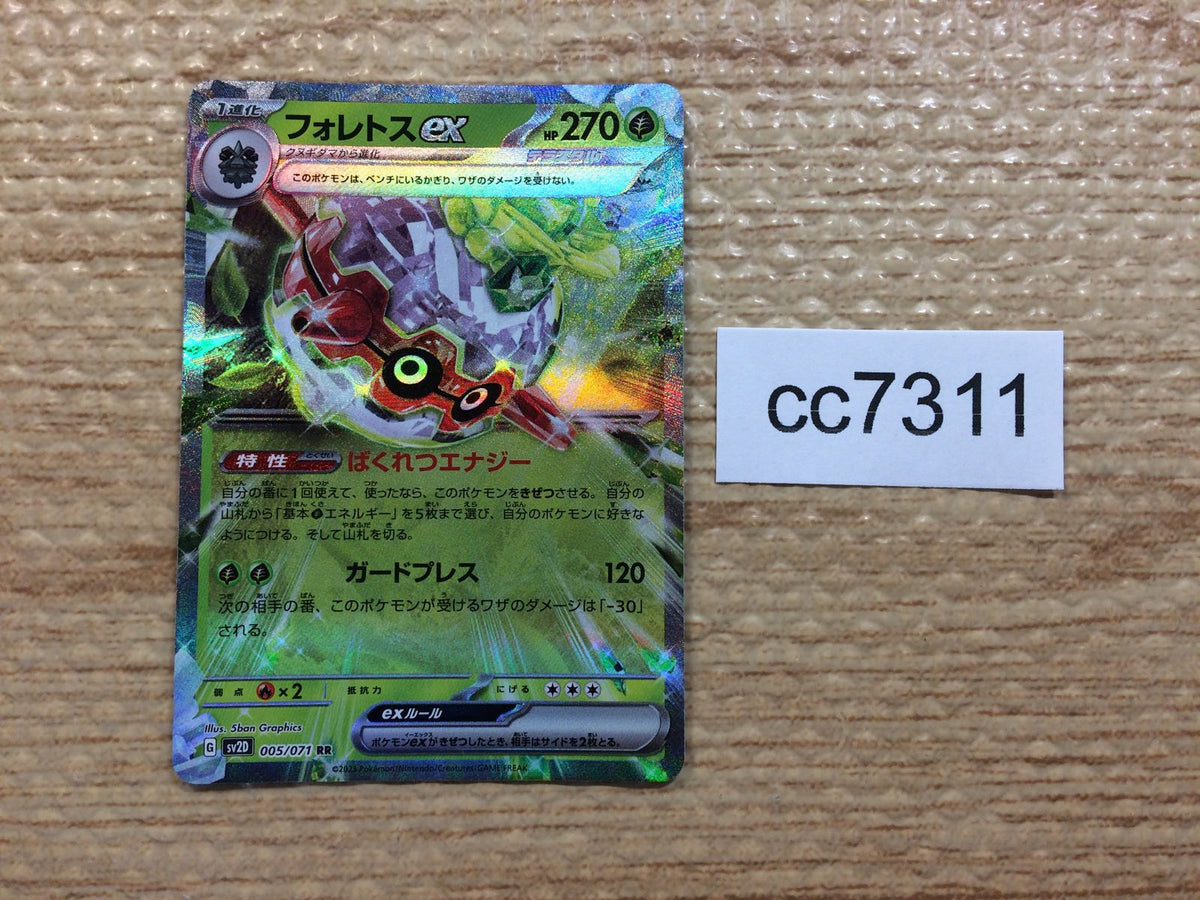 1進化
フォレトスex
HP270
クヌギダマから進化
テラスタル
このポケモンは、ベンチにいるかぎり、ワザのダメージを受けない。
特性 とくせい ばくれつエナジー
自分の番に1回使えて、使ったなら、このポケモンをきぜつさせる。自分の
山札から「基本エネルギー」を5枚まで選び、自分のポケモンに好きな
ようにつける。そして山札を切る。
ガードプレス 120
次の相手の番、このポケモンが受けるワザのダメージは「-30」
される。
弱点 ×2 抵抗力 にげる
exルール
ポケモンexがきぜつしたとき、相手はサイドを2枚とる。
Illus. 5ban Graphics
G sv2D 005/071 RR
©2023 Pokémon/Nintendo/Creatures/GAME FREAK
cc7311